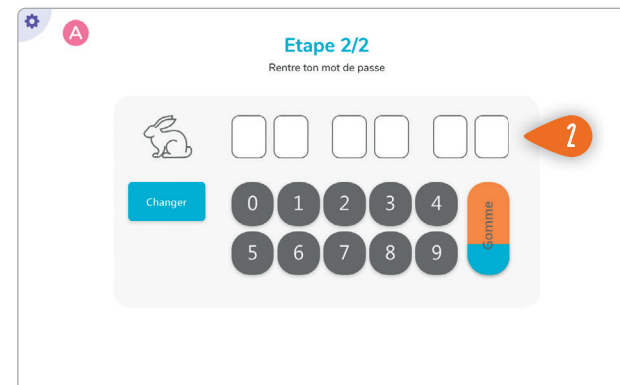 A
Etape 2/2
Rentre ton mot de passe
2
Changer
0 1 2 3 4
Gomme
5 6 7 8 9